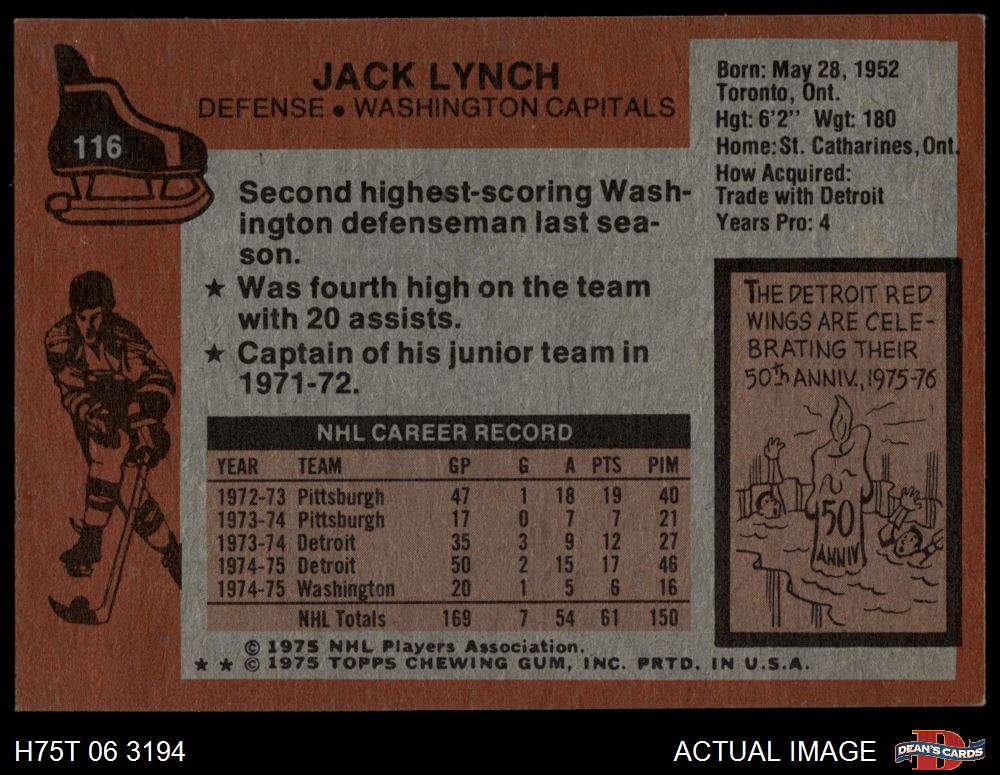 116
JACK LYNCH
DEFENSE • WASHINGTON CAPITALS
Born: May 28, 1952
Toronto, Ont.
Hgt: 6'2" Wgt: 180
Home: St. Catharines, Ont.
How Acquired:
Trade with Detroit
Years Pro: 4
Second highest-scoring Wash-
ington defenseman last sea-
son.
★ Was fourth high on the team
with 20 assists.
★ Captain of his junior team in
1971-72.
NHL CAREER RECORD
YEAR TEAM GP G A PTS PIM
1972-73 Pittsburgh 47 1 18 19 40
1973-74 Pittsburgh 17 0 7 7 21
1973-74 Detroit 35 3 9 12 27
1974-75 Detroit 50 2 15 17 46
1974-75 Washington 20 1 5 6 16
NHL Totals 169 7 54 61 150
THE DETROIT RED
WINGS ARE CELE-
BRATING THEIR
50th ANNIV., 1975-76
50
ANNIV
© 1975 NHL Players Association.
★ ★ © 1975 TOPPS CHEWING GUM, INC. PRTD. IN U.S.A.
H75T 06 3194
ACTUAL IMAGE
D
DEAN'S CARDS